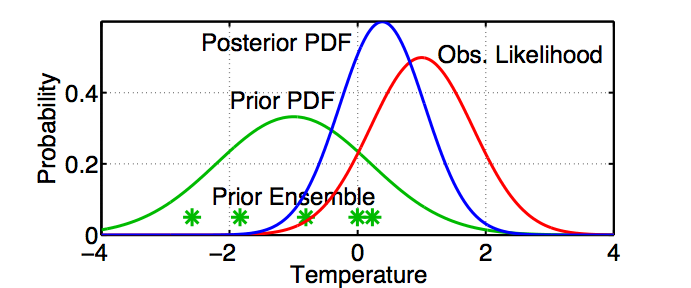 Posterior PDF
Obs. Likelihood
Prior PDF
Prior Ensemble
Probability
0.4
0.2
0
−4
−2
0
2
4
Temperature